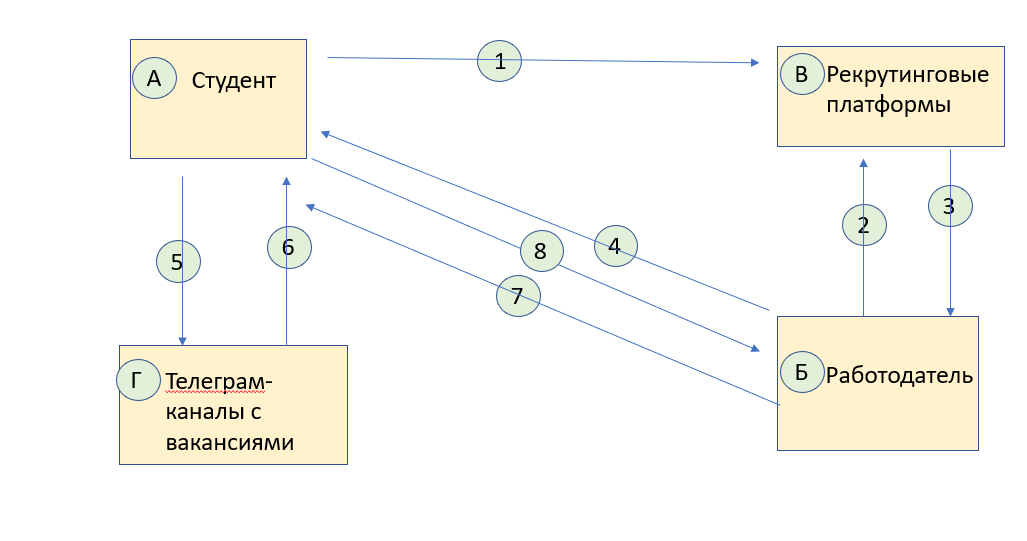 А Студент
1
В Рекрутинговые
платформы
4
8
7
2
3
5
6
Г Телеграм-
каналы с
вакансиями
Б Работодатель